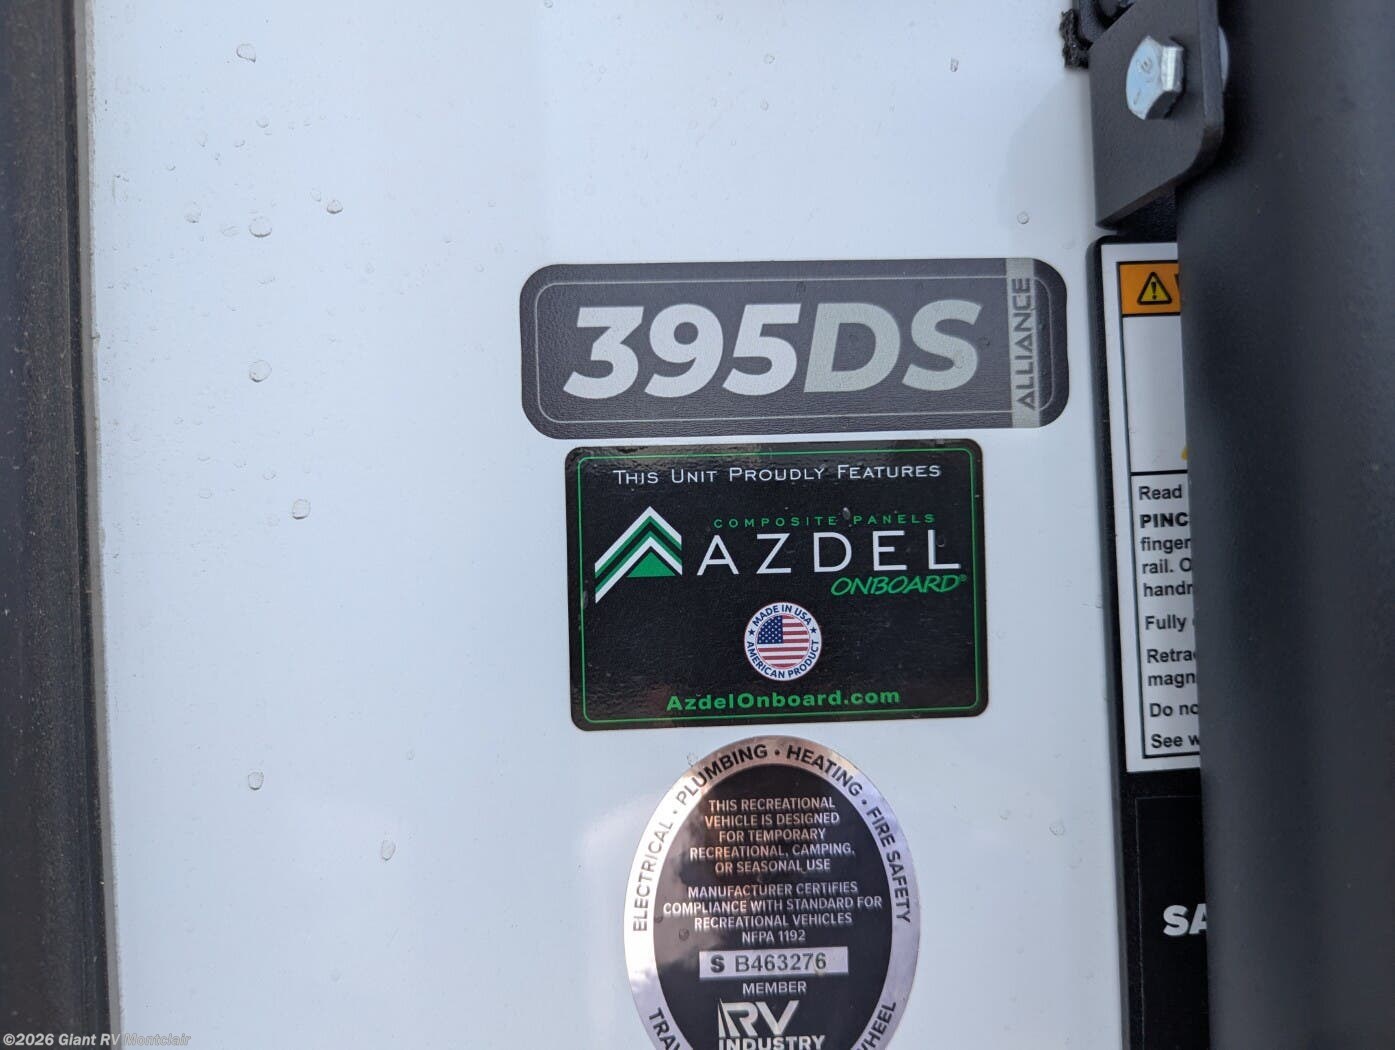 395DS
ALLIANCE
THIS UNIT PROUDLY FEATURES
COMPOSITE PANELS
AZDEL
ONBOARD®
MADE IN USA
AMERICAN PRODUCT
AzdelOnboard.com
ELECTRICAL • PLUMBING • HEATING • FIRE SAFETY
THIS RECREATIONAL
VEHICLE IS DESIGNED
FOR TEMPORARY
RECREATIONAL, CAMPING,
OR SEASONAL USE
MANUFACTURER CERTIFIES
COMPLIANCE WITH STANDARD FOR
RECREATIONAL VEHICLES
NFPA 1192
S B463276
MEMBER
RV
INDUSTRY
Read
PINC
finger
rail. O
handr
Fully
Retra
magn
Do no
See w
SA
©2026 Giant RV Montclair